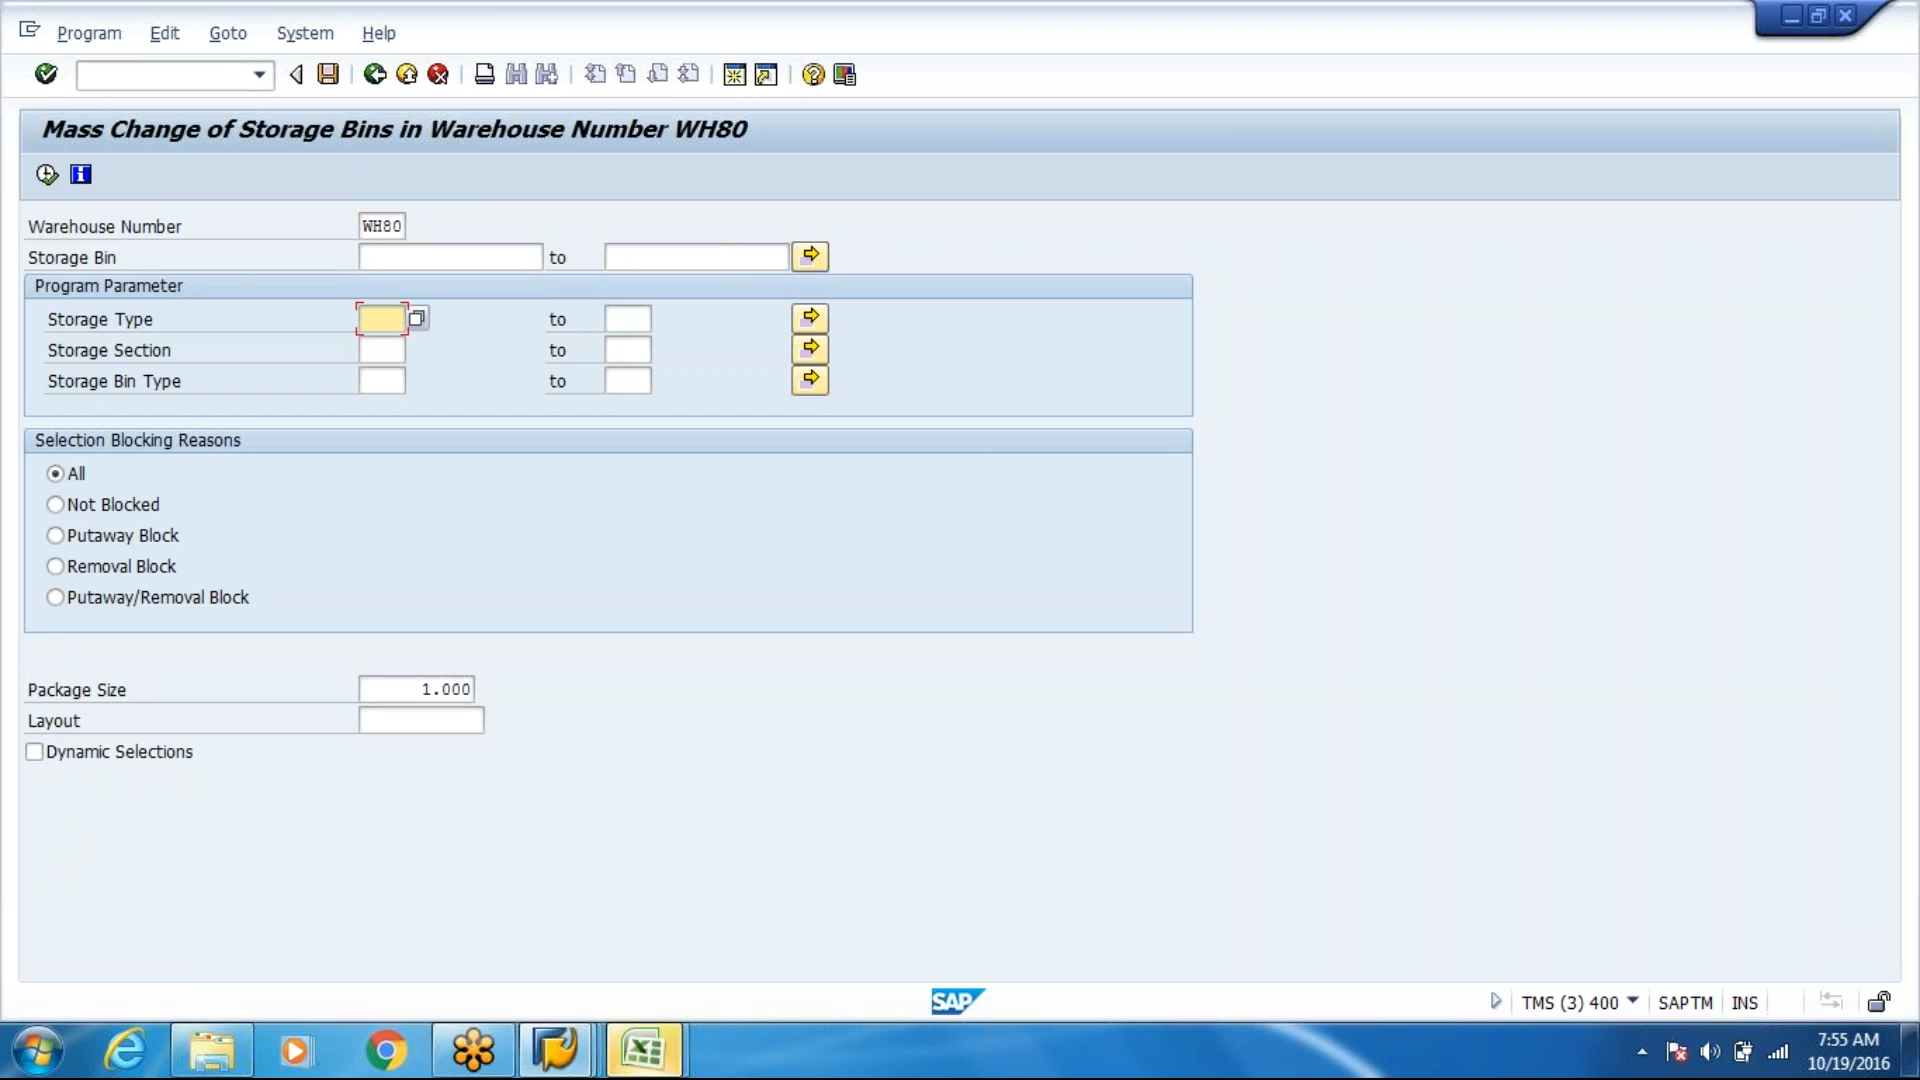 Program Edit Goto System Help
Mass Change of Storage Bins in Warehouse Number WH80
Warehouse Number WH80
Storage Bin to
Program Parameter
Storage Type to
Storage Section to
Storage Bin Type to
Selection Blocking Reasons
All
Not Blocked
Putaway Block
Removal Block
Putaway/Removal Block
Package Size 1.000
Layout
Dynamic Selections
SAP TMS (3) 400 SAPTM INS
7:55 AM
10/19/2016